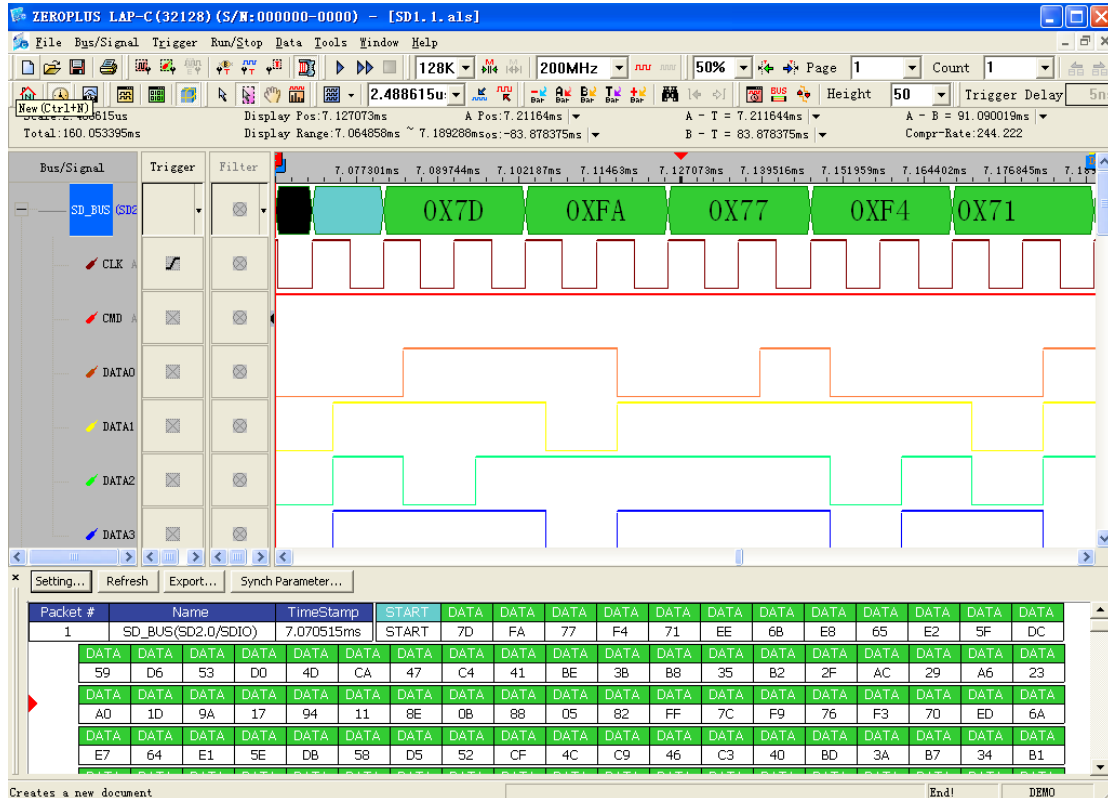 ZEROPLUS LAP-C(32128)(S/N:000000-0000) - [SD1.1.als]
File Bus/Signal Trigger Run/Stop Data Tools Window Help
128K 200MHz 50% Page 1 Count 1
2.488615u: Bar Bar Bar Bar Bar BUS Height 50 Trigger Delay 5n
New (Ctrl+N)
Display Pos:7.127073ms A Pos:7.21164ms A - T = 7.211644ms A - B = 91.090019ms
Total:160.053395ms Display Range:7.064858ms ~ 7.189288ms os:-83.878375ms B - T = 83.878375ms Compr-Rate:244.222
Bus/Signal Trigger Filter 7.077301ms 7.089744ms 7.102187ms 7.11463ms 7.127073ms 7.139516ms 7.151959ms 7.164402ms 7.176845ms 7.189
SD_BUS (SD2 0X7D 0XFA 0X77 0XF4 0X71
CLK A
CMD A
DATA0
DATA1
DATA2
DATA3
Setting... Refresh Export... Synch Parameter...
Packet # Name TimeStamp START DATA DATA DATA DATA DATA DATA DATA DATA DATA DATA DATA DATA
1 SD_BUS(SD2.0/SDIO) 7.070515ms START 7D FA 77 F4 71 EE 6B E8 65 E2 5F DC
DATA DATA DATA DATA DATA DATA DATA DATA DATA DATA DATA DATA DATA DATA DATA DATA DATA DATA DATA
59 D6 53 D0 4D CA 47 C4 41 BE 3B B8 35 B2 2F AC 29 A6 23
DATA DATA DATA DATA DATA DATA DATA DATA DATA DATA DATA DATA DATA DATA DATA DATA DATA DATA DATA
A0 1D 9A 17 94 11 8E 0B 88 05 82 FF 7C F9 76 F3 70 ED 6A
DATA DATA DATA DATA DATA DATA DATA DATA DATA DATA DATA DATA DATA DATA DATA DATA DATA DATA DATA
E7 64 E1 5E DB 58 D5 52 CF 4C C9 46 C3 40 BD 3A B7 34 B1
Creates a new document End! DEMO